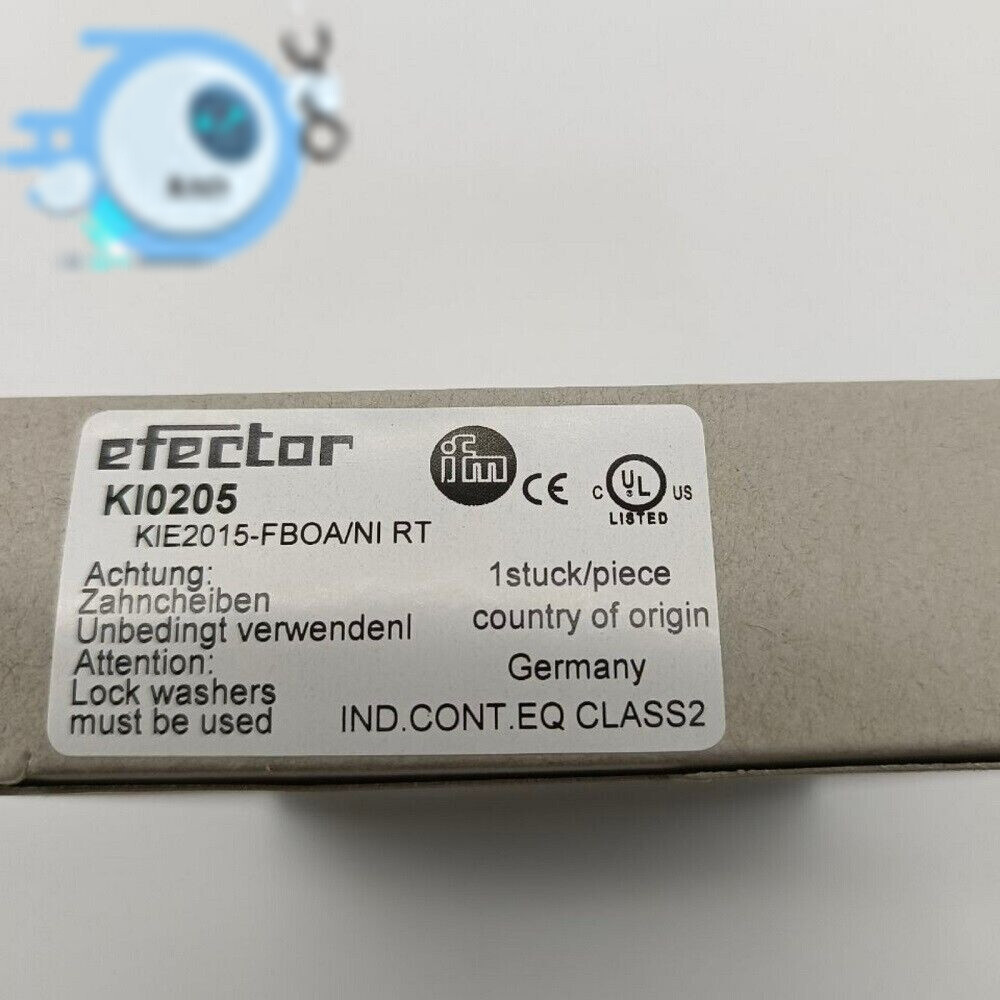 efector
KI0205
KIE2015-FBOA/NI RT
ifm
CE
C UL US
LISTED
Achtung:
Zahncheiben
Unbedingt verwendenl
Attention:
Lock washers
must be used
1stuck/piece
country of origin
Germany
IND.CONT.EQ CLASS2